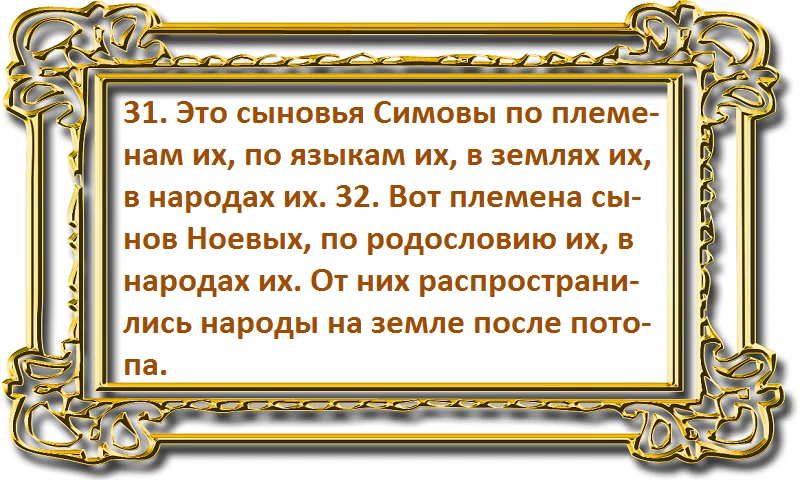 31. Это сыновья Симовы по племе-
нам их, по языкам их, в землях их,
в народах их. 32. Вот племена сы-
нов Ноевых, по родословию их, в
народах их. От них распространи-
лись народы на земле после пото-
па.